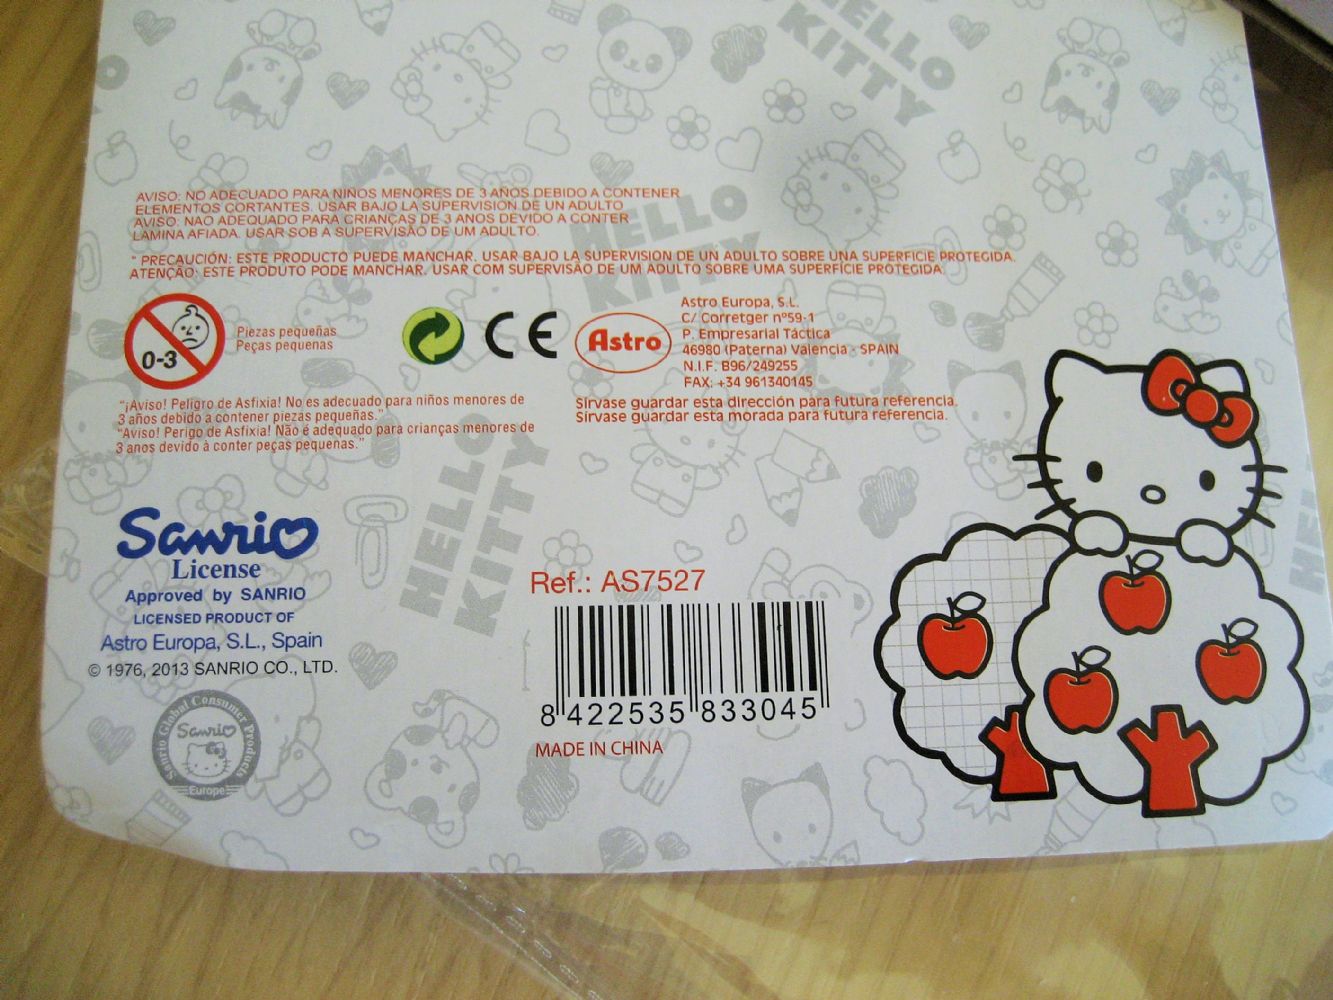 HELLO
KITTY
AVISO: NO ADECUADO PARA NINOS MENORES DE 3 AÑOS DEBIDO A CONTENER
ELEMENTOS CORTANTES. USAR BAJO LA SUPERVISION DE UN ADULTO
AVISO: NAO ADEQUADO PARA CRIANÇAS DE 3 ANOS DEVIDO A CONTER
LAMINA AFIADA. USAR SOB A SUPERVISÃO DE UM ADULTO.
HELLO
KITTY
* PRECAUCIÓN: ESTE PRODUCTO PUEDE MANCHAR. USAR BAJO LA SUPERVISION DE UN ADULTO SOBRE UNA SUPERFICIE PROTEGIDA.
ATENÇÃO: ESTE PRODUTO PODE MANCHAR. USAR COM SUPERVISÃO DE UM ADULTO SOBRE UMA SUPERFÍCIE PROTEGIDA.
0-3
Piezas pequeñas
Peças pequenas
CE
Astro
Astro Europa, S.L.
C/ Corretger nº59-1
P. Empresarial Táctica
46980 (Paterna) Valencia - SPAIN
N.I.F. B96/249255
FAX: +34 961340145
Sírvase guardar esta dirección para futura referencia.
Sírvase guardar esta morada para futura referencia.
"¡Aviso! Peligro de Asfixia! No es adecuado para niños menores de
3 años debido a contener piezas pequeñas."
"Aviso! Perigo de Asfixia! Não é adequado para crianças menores de
3 anos devido à conter peças pequenas."
HELLO
KITTY
Sanrio
License
Approved by SANRIO
LICENSED PRODUCT OF
Astro Europa, S.L., Spain
© 1976, 2013 SANRIO CO., LTD.
Sanrio Global Consumer Products
Sanrio
Europe
Ref.: AS7527
8 422535 833045
MADE IN CHINA